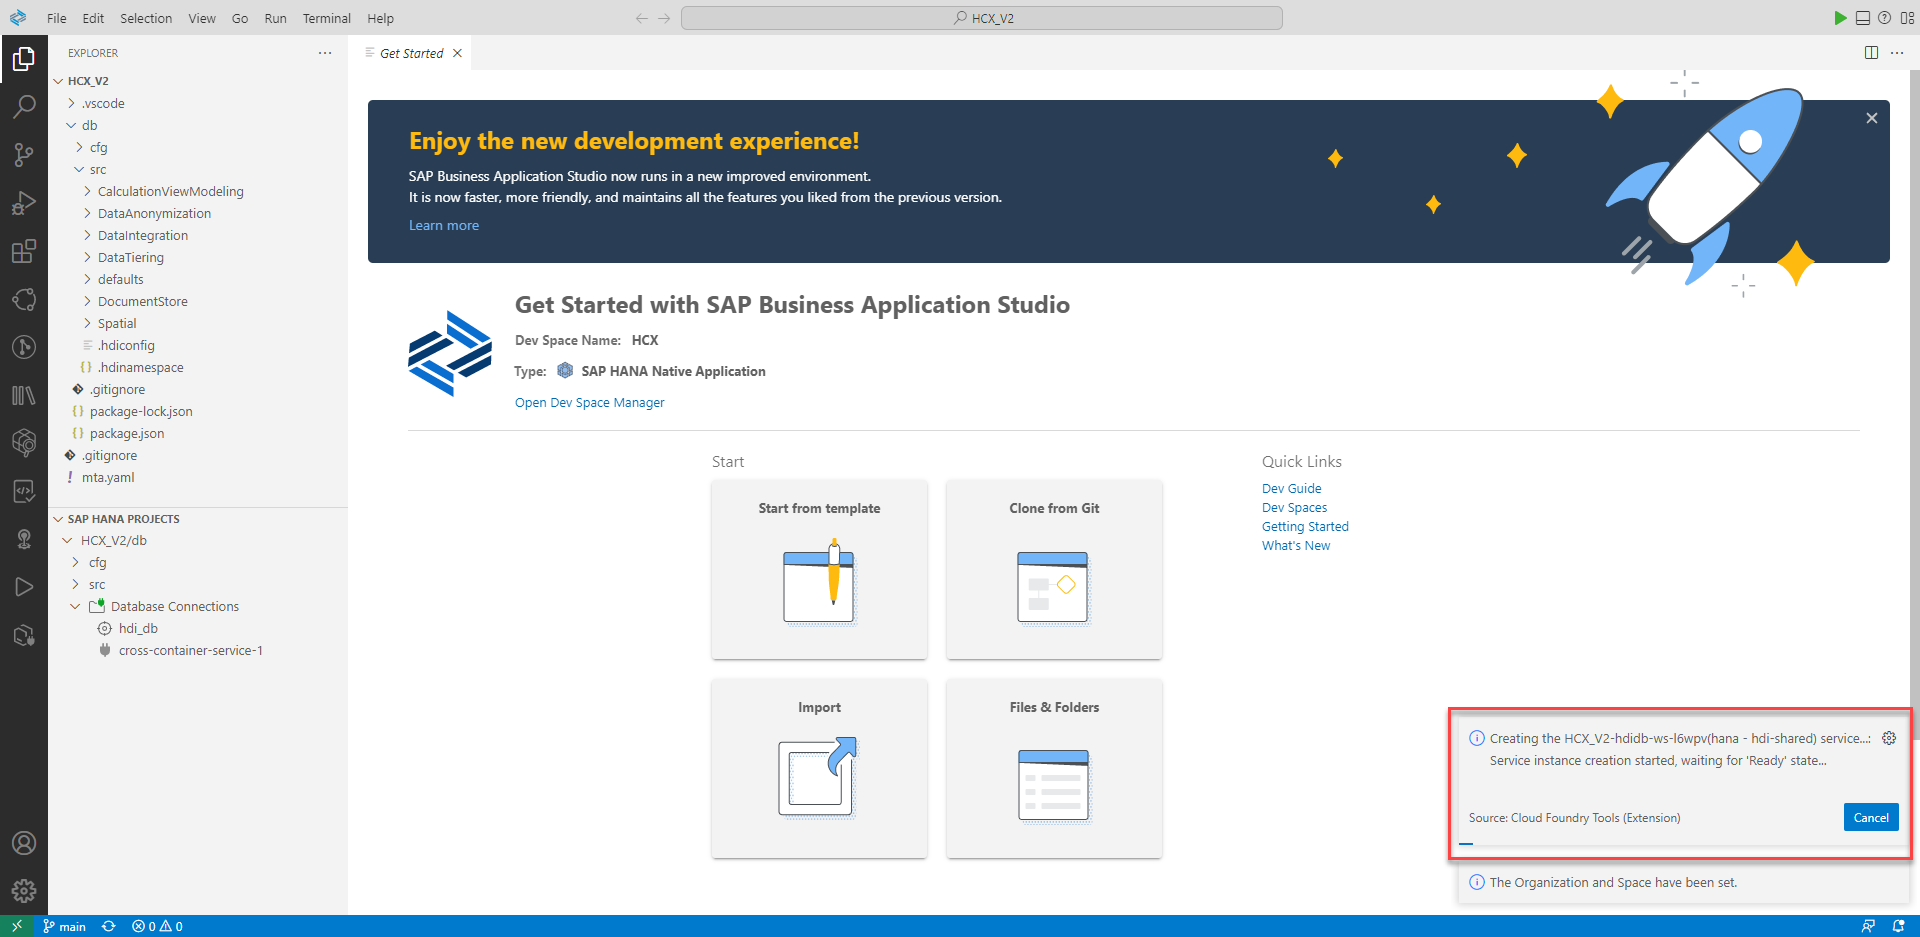 File Edit Selection View Go Run Terminal Help
HCX_V2
EXPLORER
HCX_V2
.vscode
db
cfg
src
CalculationViewModeling
DataAnonymization
DataIntegration
DataTiering
defaults
DocumentStore
Spatial
.hdiconfig
{ } .hdinamespace
.gitignore
{ } package-lock.json
{ } package.json
.gitignore
! mta.yaml
SAP HANA PROJECTS
HCX_V2/db
cfg
src
Database Connections
hdi_db
cross-container-service-1
Get Started
Enjoy the new development experience!
SAP Business Application Studio now runs in a new improved environment.
It is now faster, more friendly, and maintains all the features you liked from the previous version.
Learn more
Get Started with SAP Business Application Studio
Dev Space Name: HCX
Type: SAP HANA Native Application
Open Dev Space Manager
Start
Start from template
Clone from Git
Import
Files & Folders
Quick Links
Dev Guide
Dev Spaces
Getting Started
What's New
Creating the HCX_V2-hdidb-ws-l6wpv(hana - hdi-shared) service...:
Service instance creation started, waiting for 'Ready' state...
Source: Cloud Foundry Tools (Extension)
Cancel
The Organization and Space have been set.
main 0 0